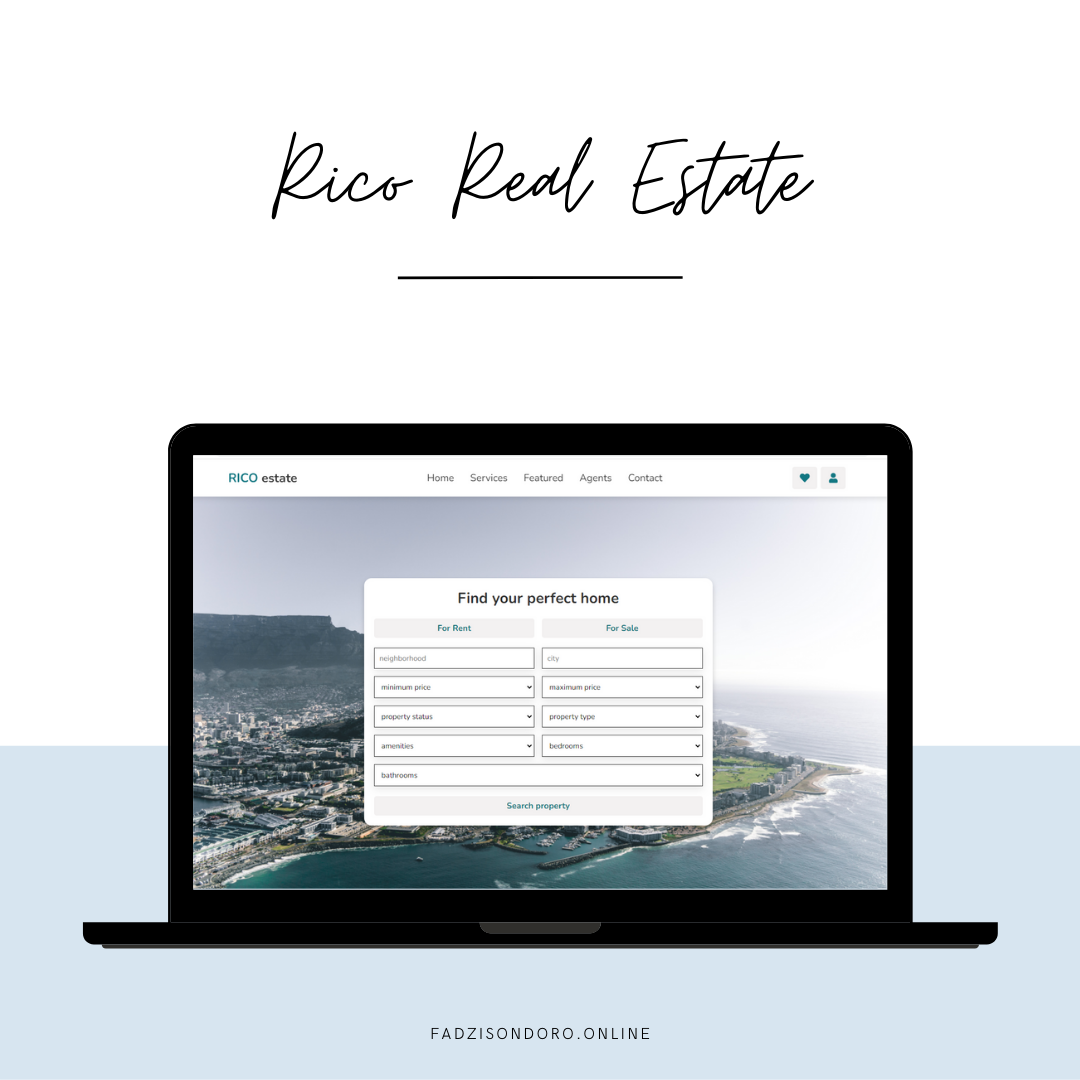 Rico Real Estate
RICO estate Home Services Featured Agents Contact
Find your perfect home
For Rent For Sale
neighborhood city
minimum price maximum price
property status property type
amenities bedrooms
bathrooms
Search property
FADZISONDORO.ONLINE